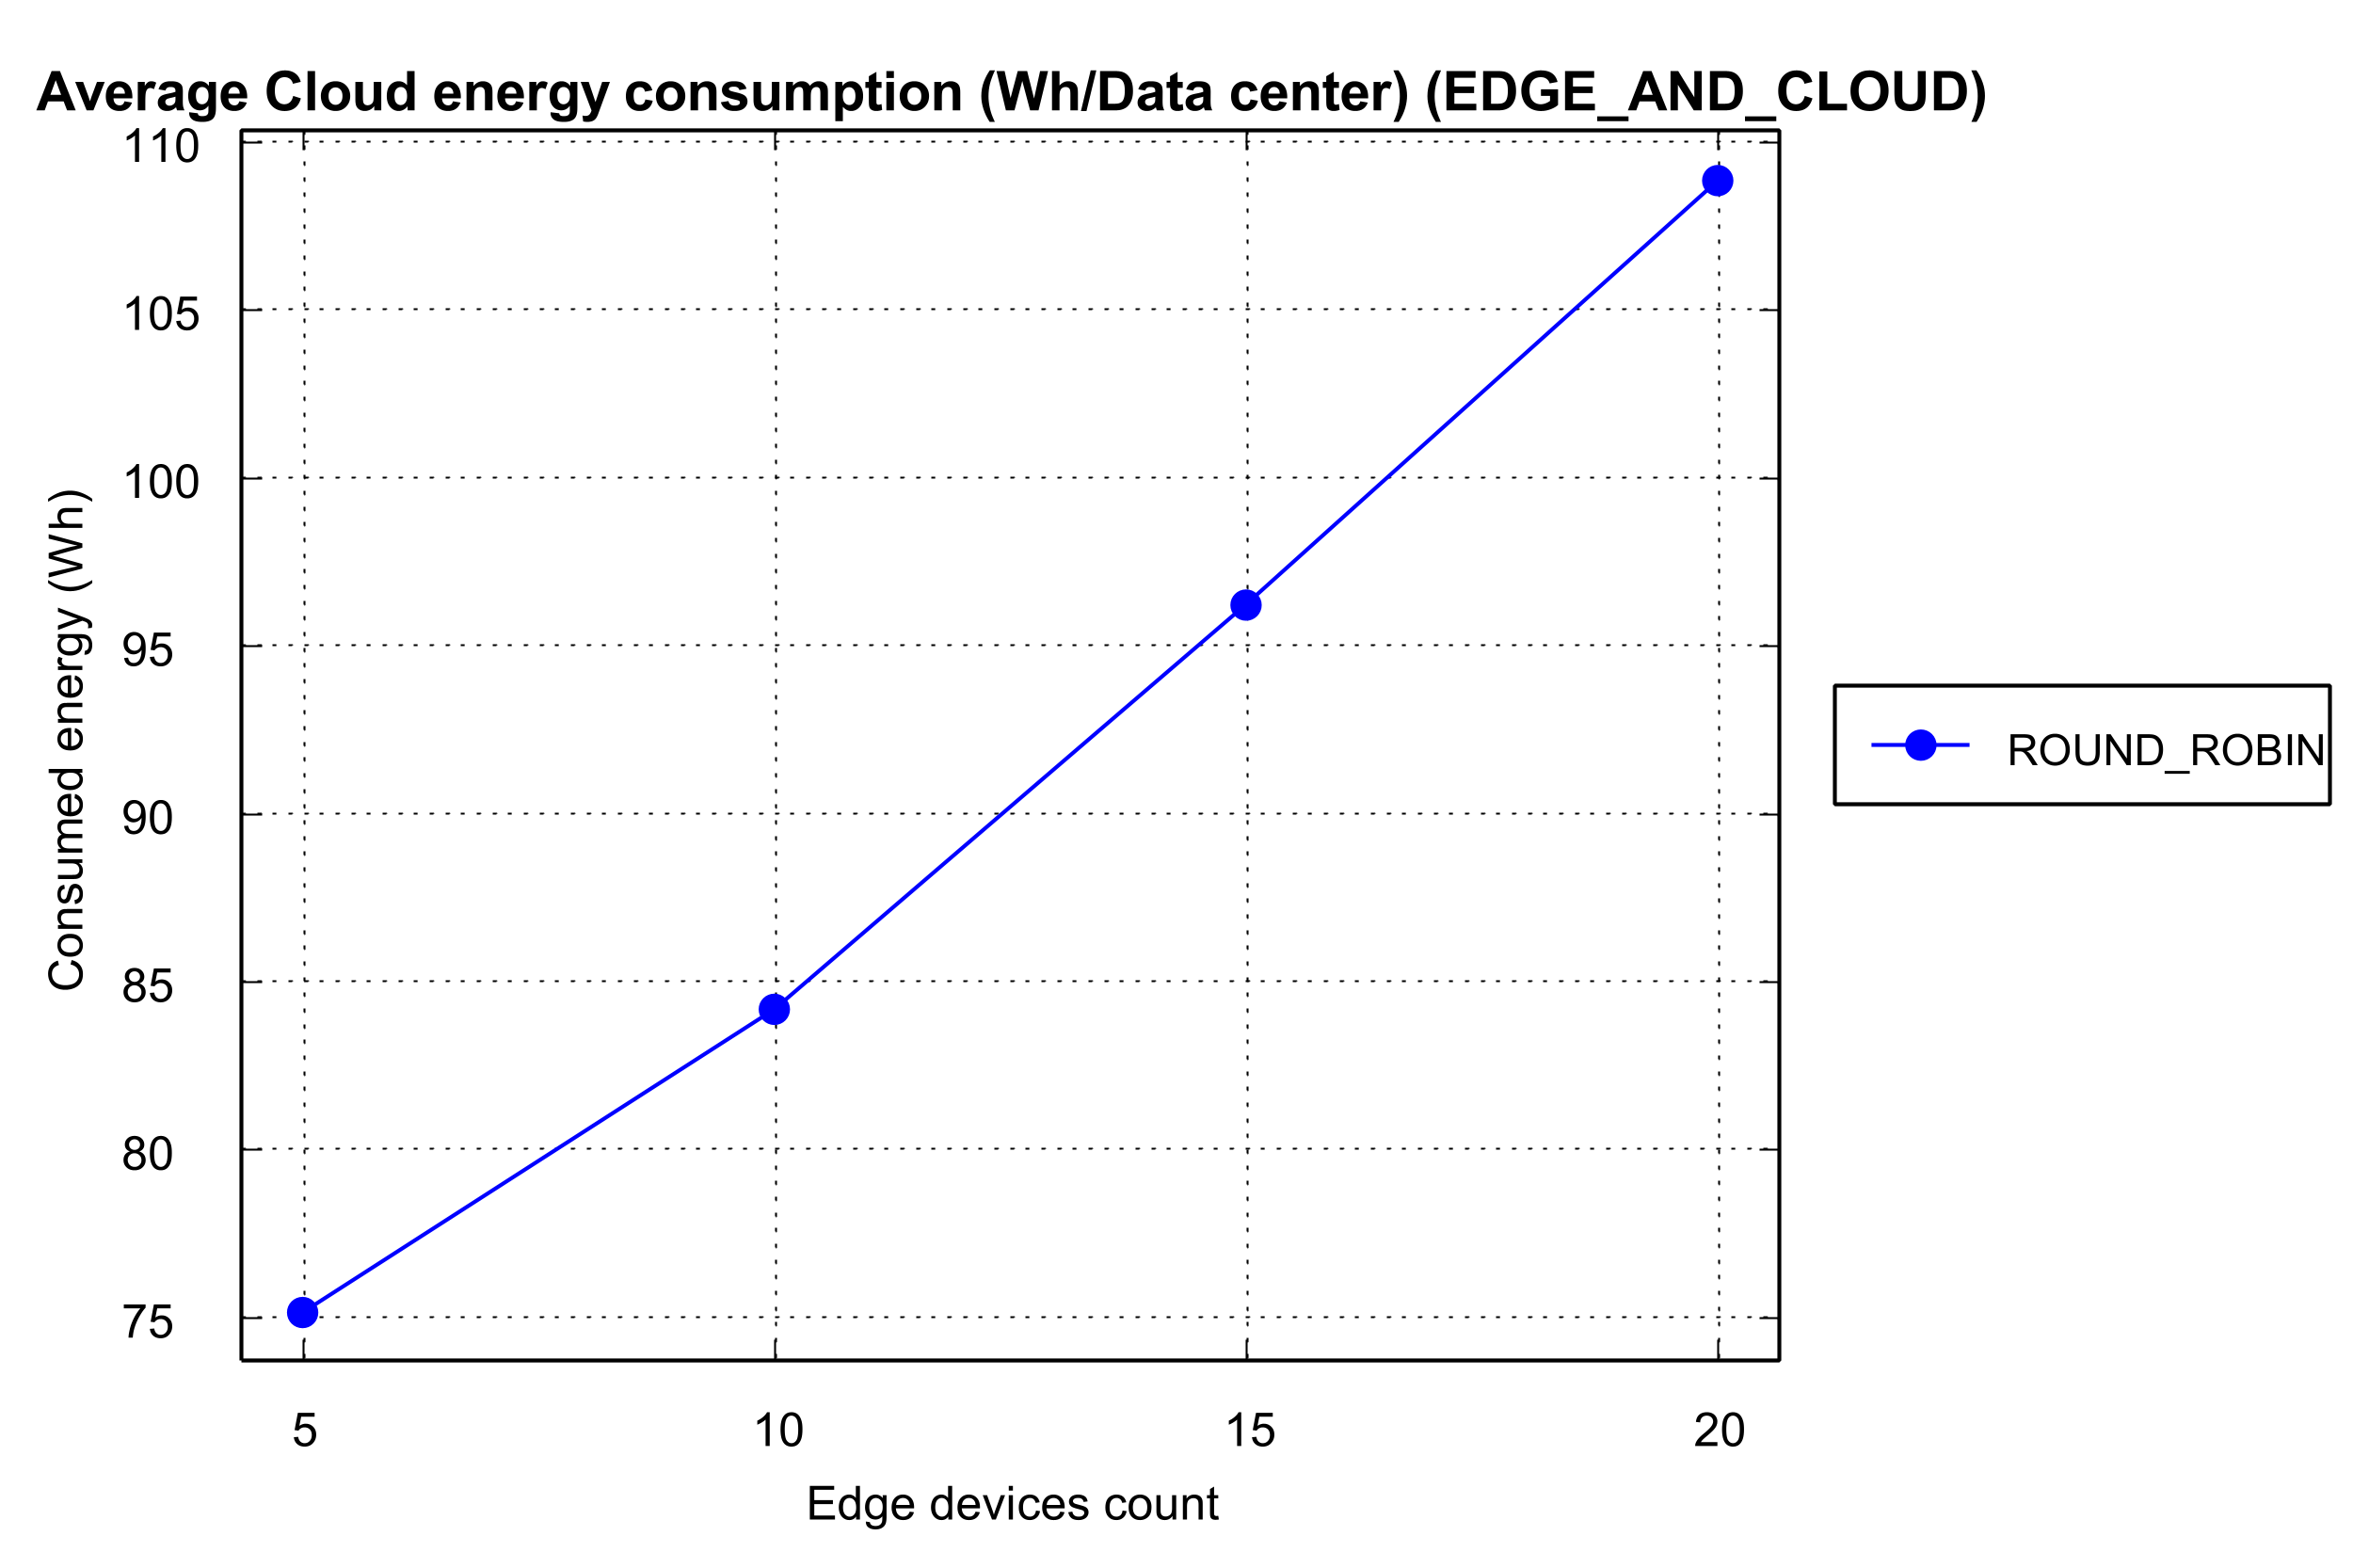 Average Cloud energy consumption (Wh/Data center) (EDGE_AND_CLOUD)
110
105
100
95
90
85
80
75
Consumed energy (Wh)
5 10 15 20
Edge devices count
ROUND_ROBIN